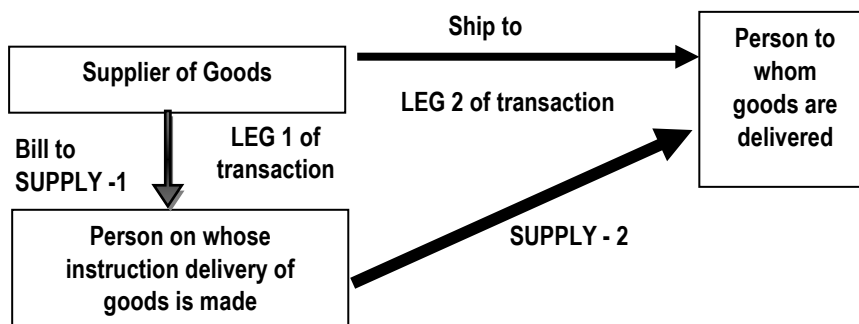 Ship to
Supplier of Goods
Person to
whom
goods are
delivered
LEG 2 of transaction
Bill to
SUPPLY -1
LEG 1 of
transaction
Person on whose
instruction delivery of
goods is made
SUPPLY - 2